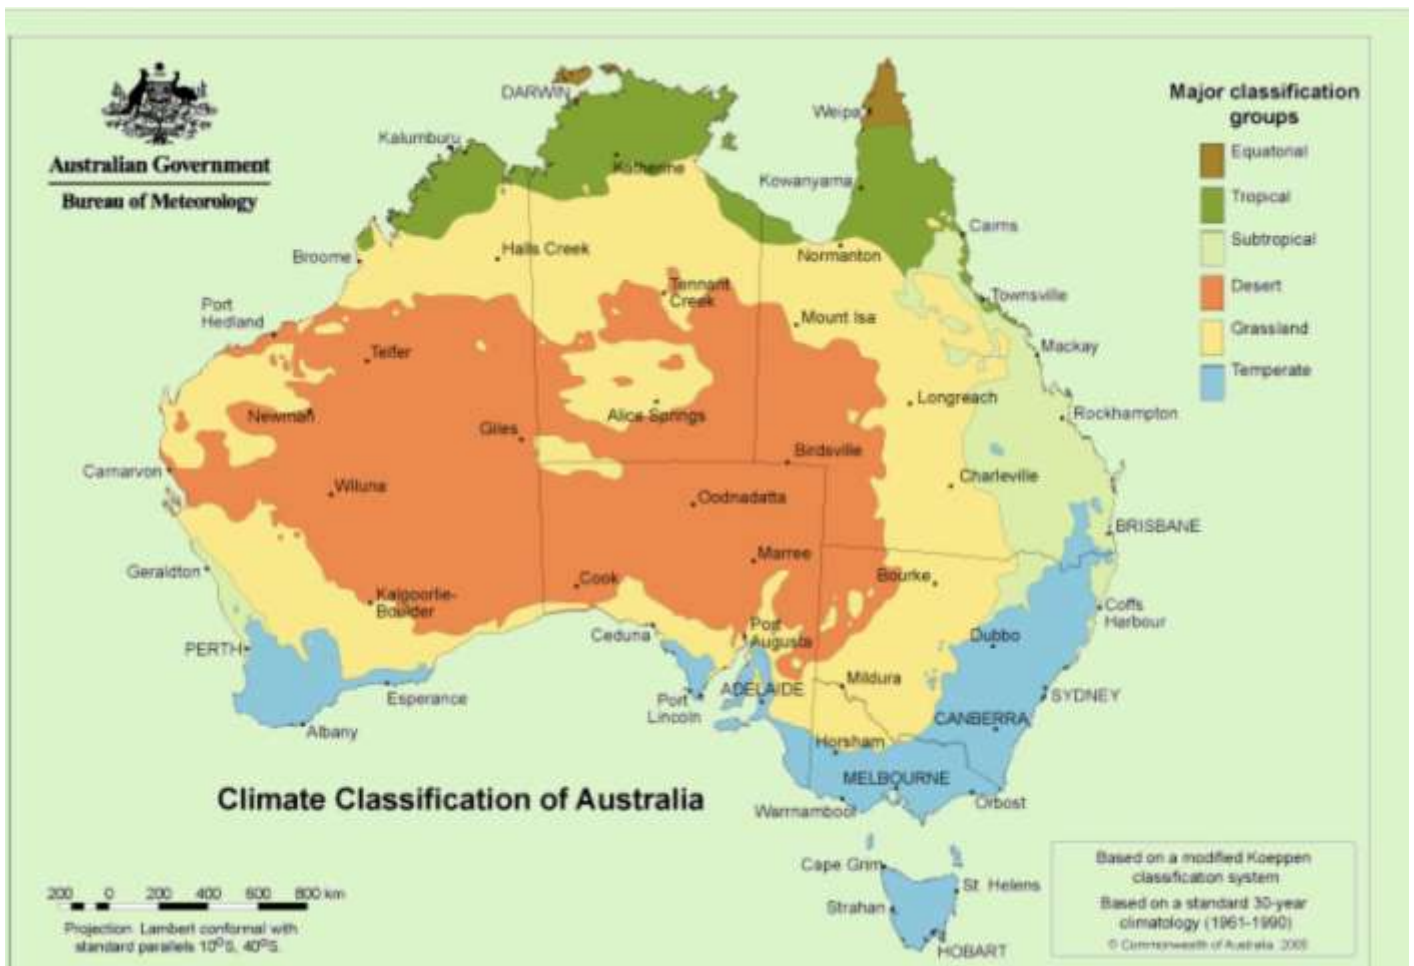 Australian Government
Bureau of Meteorology
DARWIN
Kalumburu
Katherine
Weipa
Kowanyama
Cairns
Broome
Halls Creek
Normanton
Port
Hedland
Tennant
Creek
Townsville
Mount Isa
Telfer
Mackay
Newman
Alice Springs
Longreach
Rockhampton
Giles
Birdsville
Carnarvon
Wiluna
Oodnadatta
Charleville
BRISBANE
Marree
Geraldton
Cook
Bourke
Kalgoorlie-
Boulder
Coffs
Harbour
Ceduna
Port
Augusta
Dubbo
PERTH
Esperance
Port
Lincoln
ADELAIDE
Mildura
SYDNEY
Albany
CANBERRA
Horsham
MELBOURNE
Warrnambool
Orbost
Cape Grim
St. Helens
Strahan
HOBART
Major classification
groups
Equatorial
Tropical
Subtropical
Desert
Grassland
Temperate
Climate Classification of Australia
200 0 200 400 600 800 km
Projection: Lambert conformal with
standard parallels 10°S, 40°S.
Based on a modified Koeppen
classification system
Based on a standard 30-year
climatology (1961-1990)
© Commonwealth of Australia